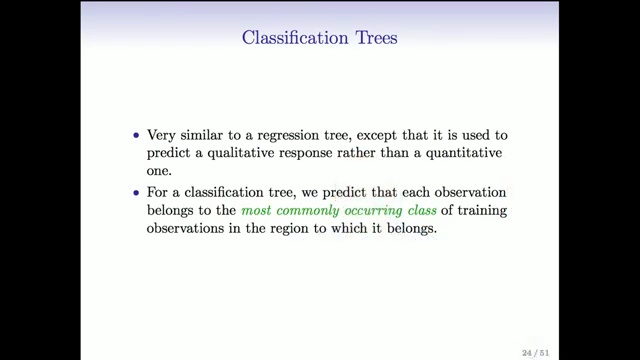 Classification Trees
• Very similar to a regression tree, except that it is used to
predict a qualitative response rather than a quantitative
one.
• For a classification tree, we predict that each observation
belongs to the most commonly occurring class of training
observations in the region to which it belongs.
24 / 51